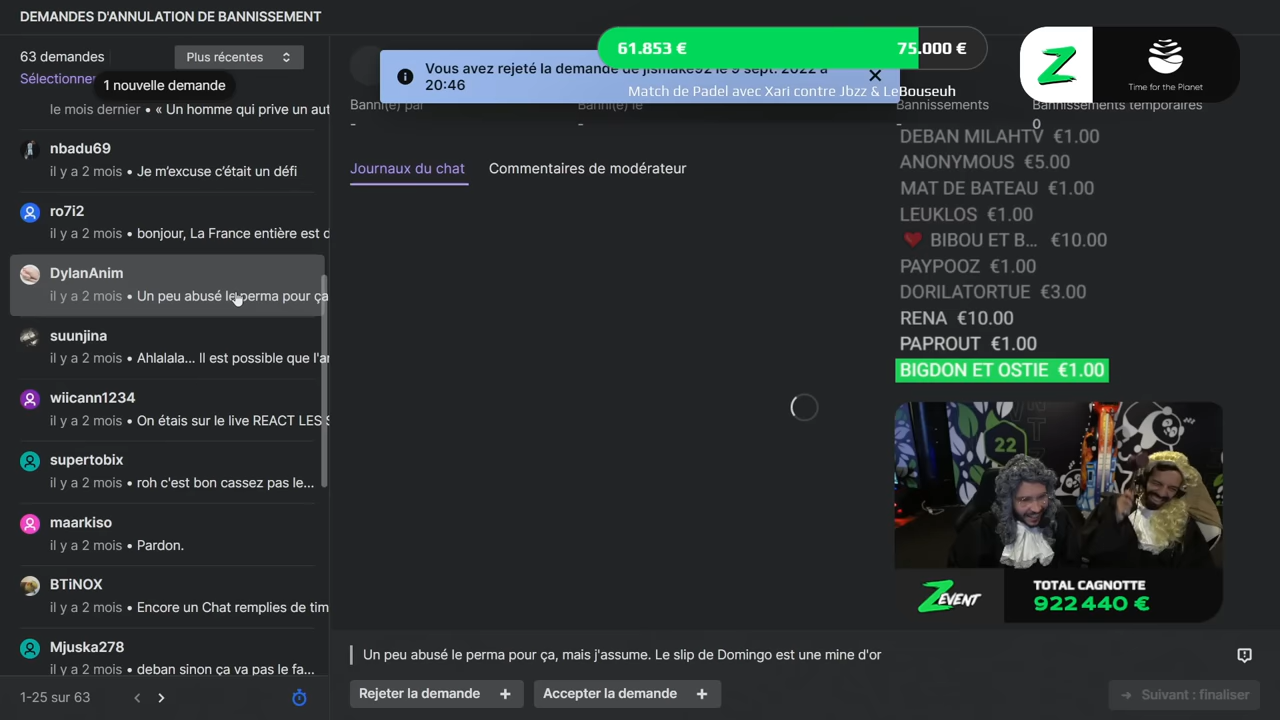 DEMANDES D'ANNULATION DE BANNISSEMENT
63 demandes
Plus récentes
Sélectionner
1 nouvelle demande
le mois dernier • « Un homme qui prive un aut
nbadu69
il y a 2 mois • Je m'excuse c'était un défi
ro7i2
il y a 2 mois • bonjour, La France entière est d
DylanAnim
il y a 2 mois • Un peu abusé le perma pour ça
suunjina
il y a 2 mois • Ahlalala... Il est possible que l'ar
wiicann1234
il y a 2 mois • On étais sur le live REACT LES S
supertobix
il y a 2 mois • roh c'est bon cassez pas le...
maarkiso
il y a 2 mois • Pardon.
BTiNOX
il y a 2 mois • Encore un Chat remplies de tim
Mjuska278
il y a 2 mois • deban sinon ça va pas le fa...
1-25 sur 63
61.853 €
75.000 €
Vous avez rejeté la demande de jismake92 le 9 sept. 2022 à
20:46
Match de Padel avec Xari contre Jbzz & LeBouseuh
Z
Time for the Planet
Banni(e) par
-
Banni(e) le
-
Bannissements
-
Bannissements temporaires
0
Journaux du chat
Commentaires de modérateur
DEBAN MILAHTV €1.00
ANONYMOUS €5.00
MAT DE BATEAU €1.00
LEUKLOS €1.00
BIBOU ET B... €10.00
PAYPOOZ €1.00
DORILATORTUE €3.00
RENA €10.00
PAPROUT €1.00
BIGDON ET OSTIE €1.00
22
ZEVENT
TOTAL CAGNOTTE
922 440 €
Un peu abusé le perma pour ça, mais j'assume. Le slip de Domingo est une mine d'or
Rejeter la demande +
Accepter la demande +
Suivant : finaliser